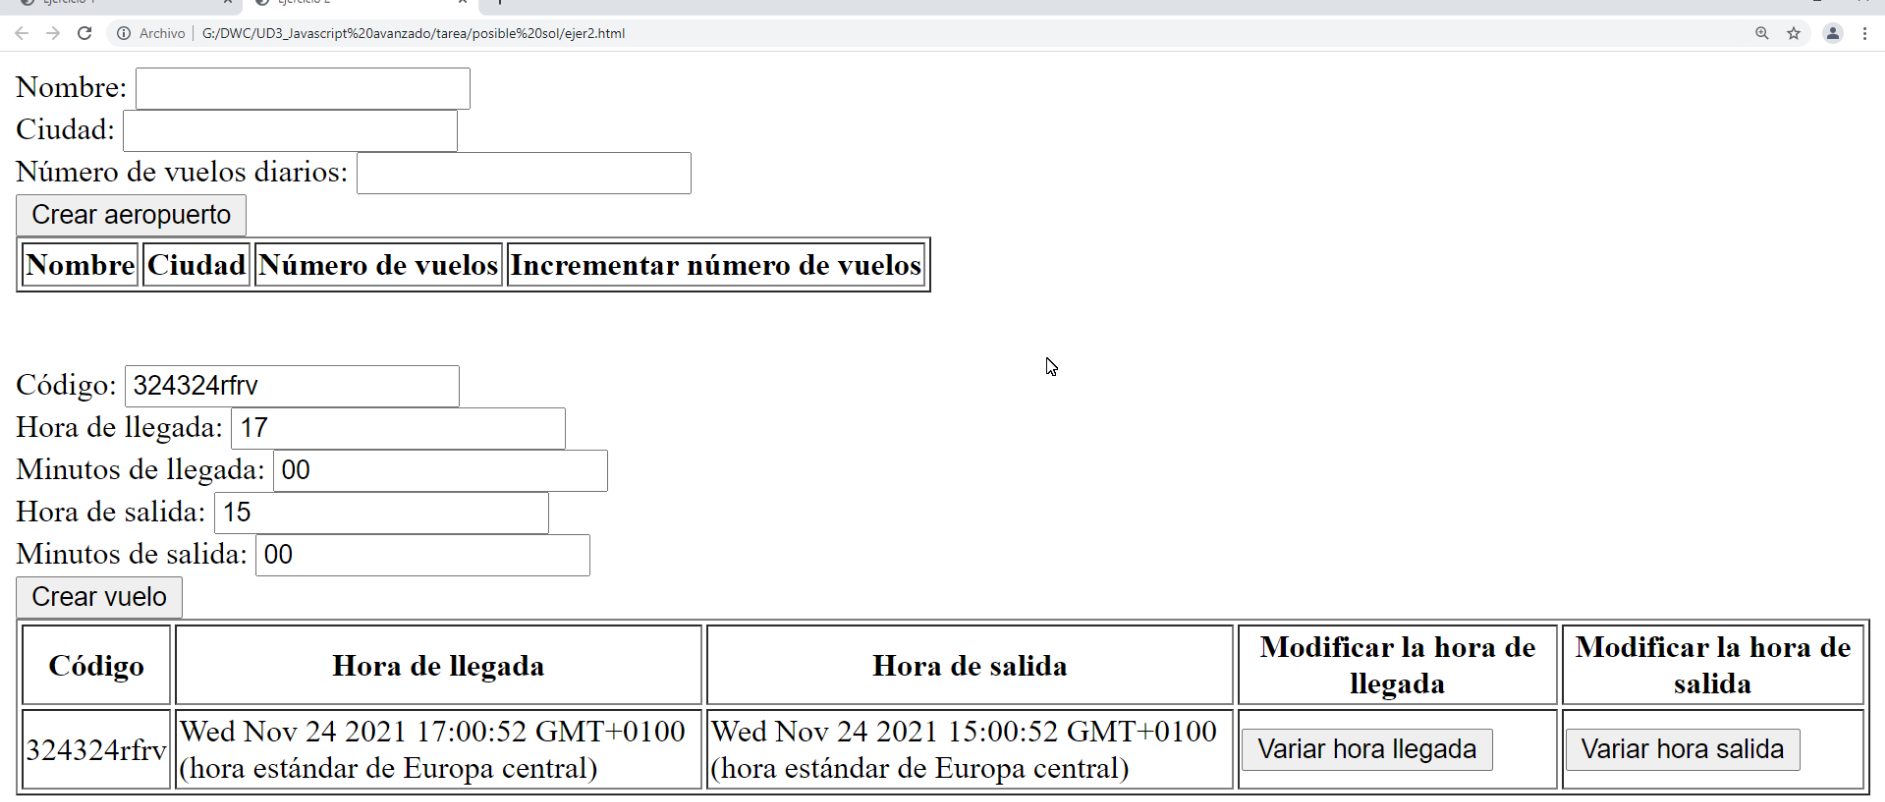 Archivo G:/DWC/UD3_Javascript%20avanzado/tarea/posible%20sol/ejer2.html
Nombre:
Ciudad:
Número de vuelos diarios:
Crear aeropuerto
Nombre Ciudad Número de vuelos Incrementar número de vuelos
Código: 324324rfrv
Hora de llegada: 17
Minutos de llegada: 00
Hora de salida: 15
Minutos de salida: 00
Crear vuelo
Código Hora de llegada Hora de salida Modificar la hora de llegada Modificar la hora de salida
324324rfrv Wed Nov 24 2021 17:00:52 GMT+0100 (hora estándar de Europa central) Wed Nov 24 2021 15:00:52 GMT+0100 (hora estándar de Europa central) Variar hora llegada Variar hora salida